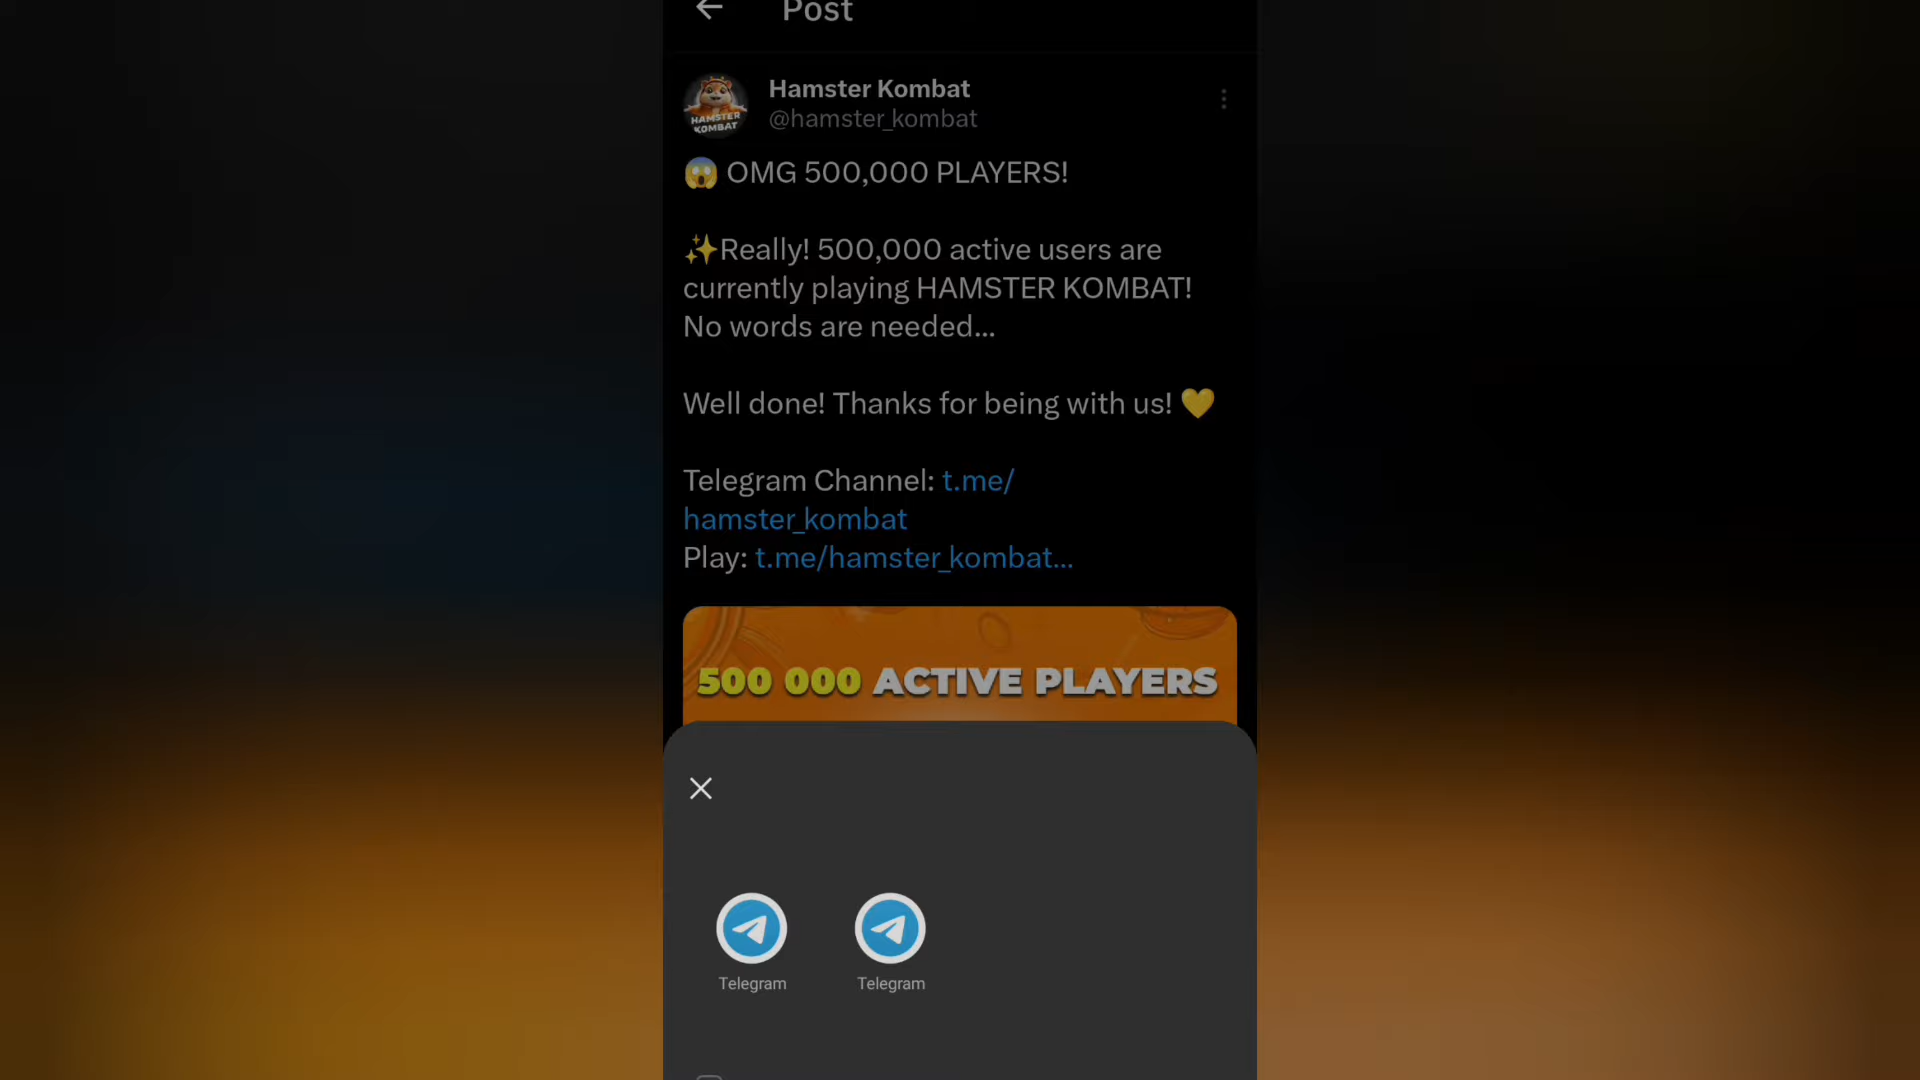 Post
Hamster Kombat
HAMSTER
KOMBAT
@hamster_kombat
😱 OMG 500,000 PLAYERS!
✨Really! 500,000 active users are
currently playing HAMSTER KOMBAT!
No words are needed...
Well done! Thanks for being with us! 💛
Telegram Channel: t.me/
hamster_kombat
Play: t.me/hamster_kombat...
500 000 ACTIVE PLAYERS
Telegram
Telegram